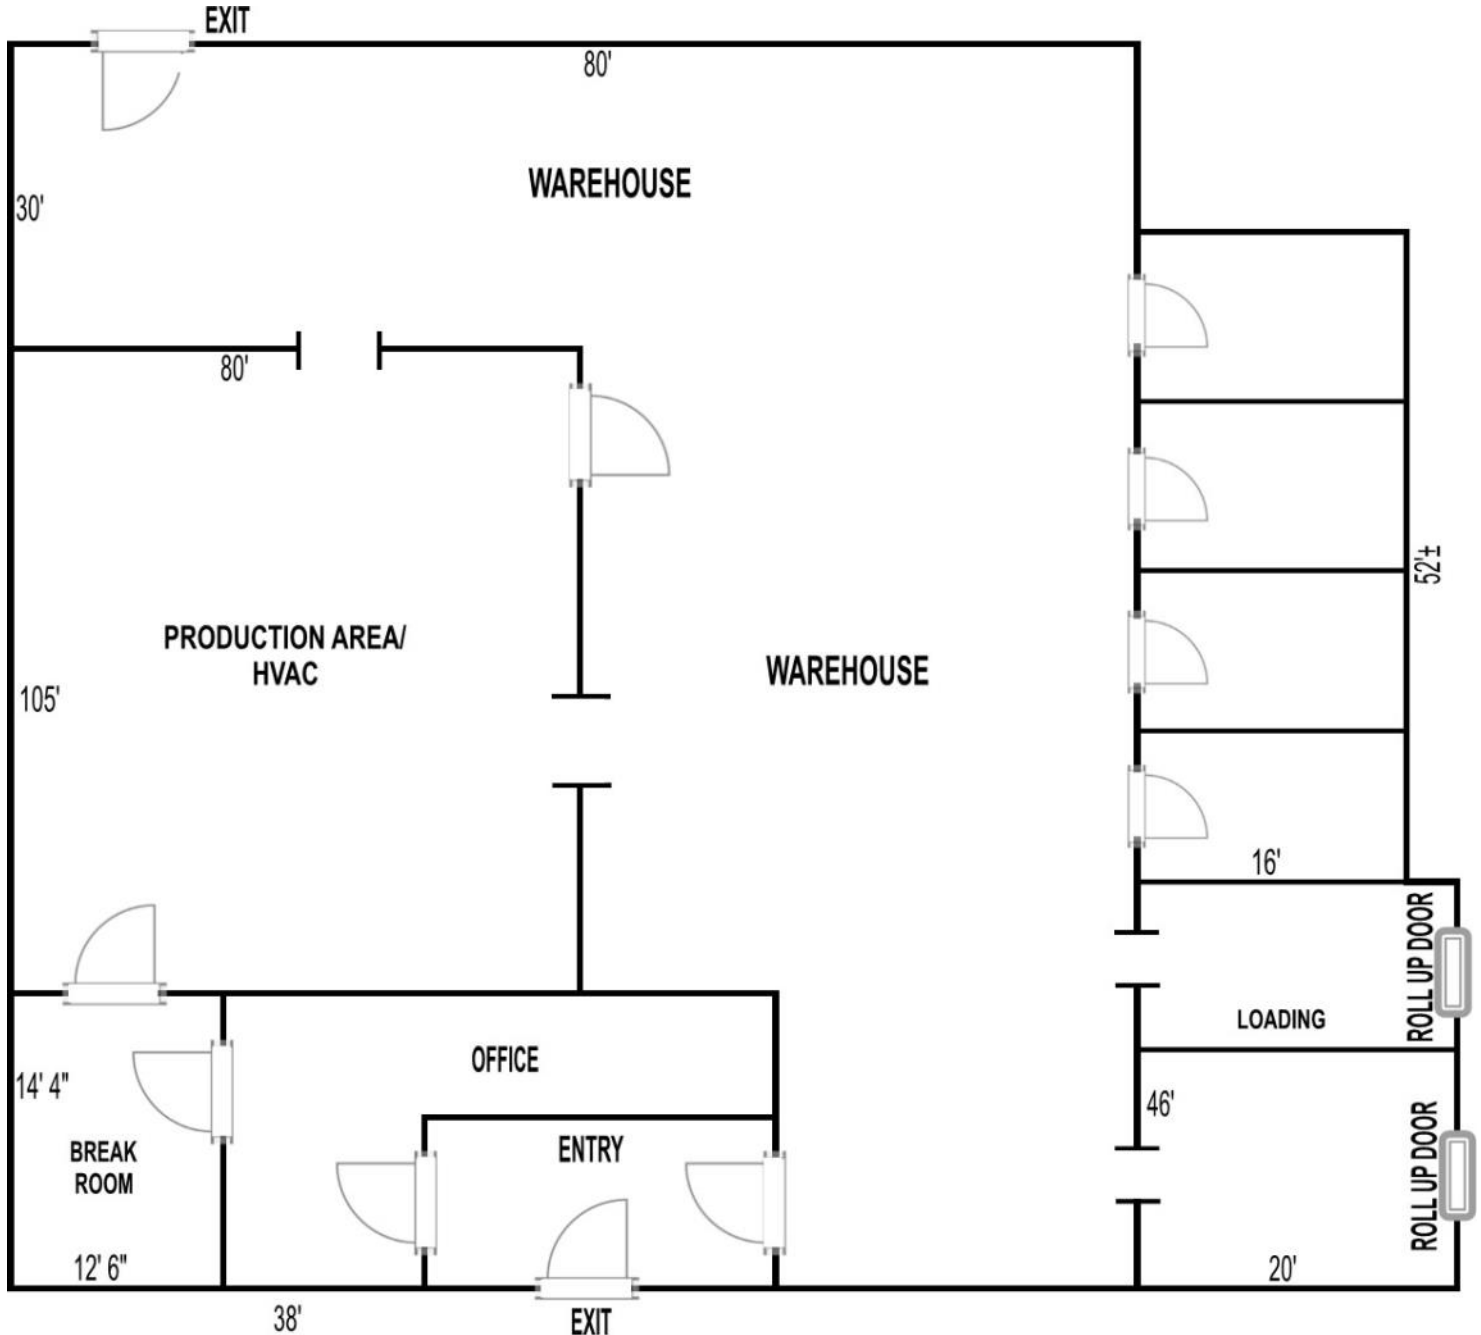 EXIT
80'
WAREHOUSE
30'
80'
52'±
PRODUCTION AREA/
HVAC
WAREHOUSE
105'
16'
ROLL UP DOOR
LOADING
OFFICE
14' 4"
46'
BREAK
ROOM
ENTRY
ROLL UP DOOR
12' 6"
20'
38'
EXIT